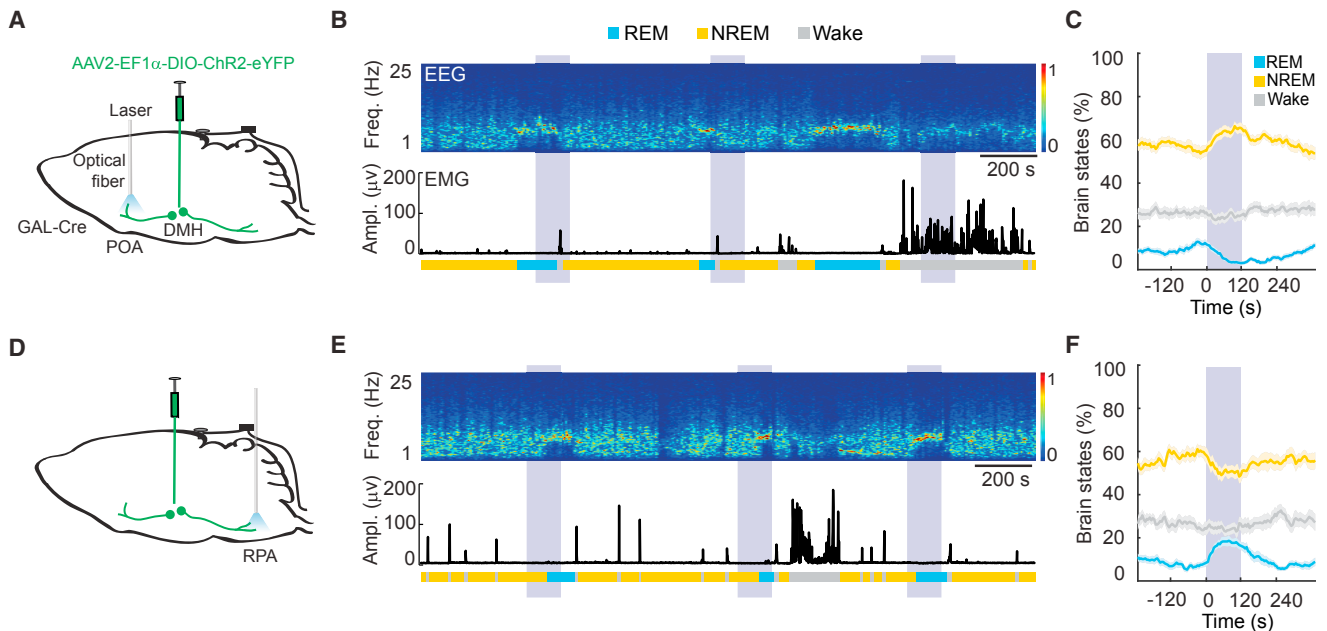 A
AAV2-EF1α-DIO-ChR2-eYFP
Laser
Optical
fiber
GAL-Cre
POA
DMH
B
REM NREM Wake
EEG
25
Freq. (Hz)
1
1
0
200 s
EMG
200
Ampl. (μv)
100
0
C
100
REM
NREM
Wake
80
60
Brain states (%)
40
20
0
-120 0 120 240
Time (s)
D
RPA
E
25
Freq. (Hz)
1
1
0
200 s
200
Ampl. (μv)
100
0
F
100
80
60
Brain states (%)
40
20
0
-120 0 120 240
Time (s)